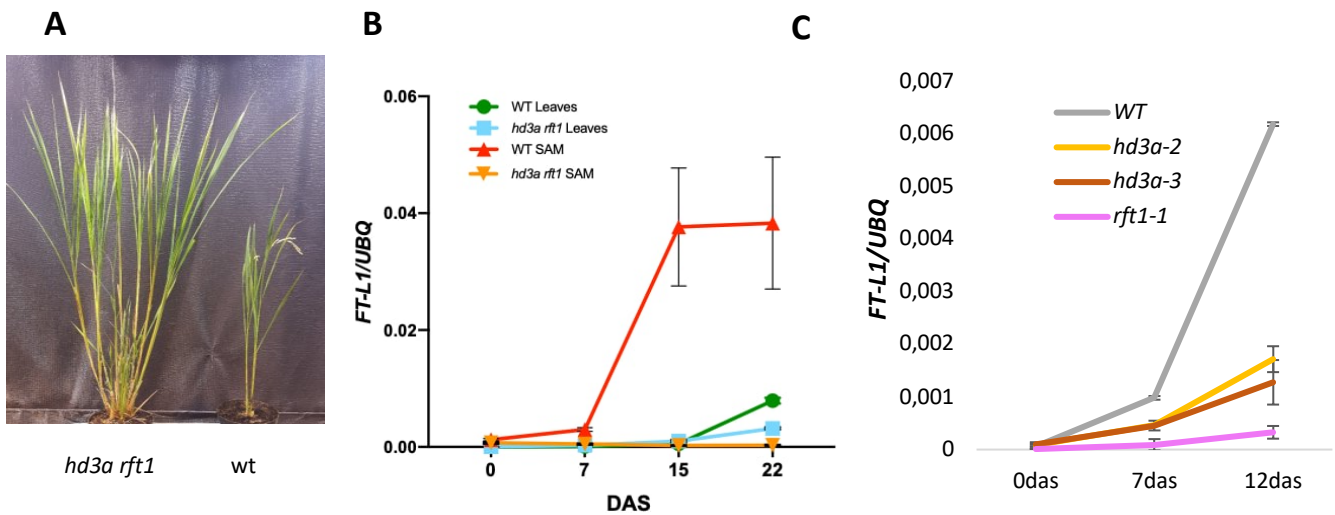 A
hd3a rft1
wt
B
FT-L1/UBQ
0.06
0.04
0.02
0.00
WT Leaves
hd3a rft1 Leaves
WT SAM
hd3a rft1 SAM
0
7
15
22
DAS
C
FT-L1/UBQ
0,007
0,006
0,005
0,004
0,003
0,002
0,001
0
WT
hd3a-2
hd3a-3
rft1-1
0das
7das
12das